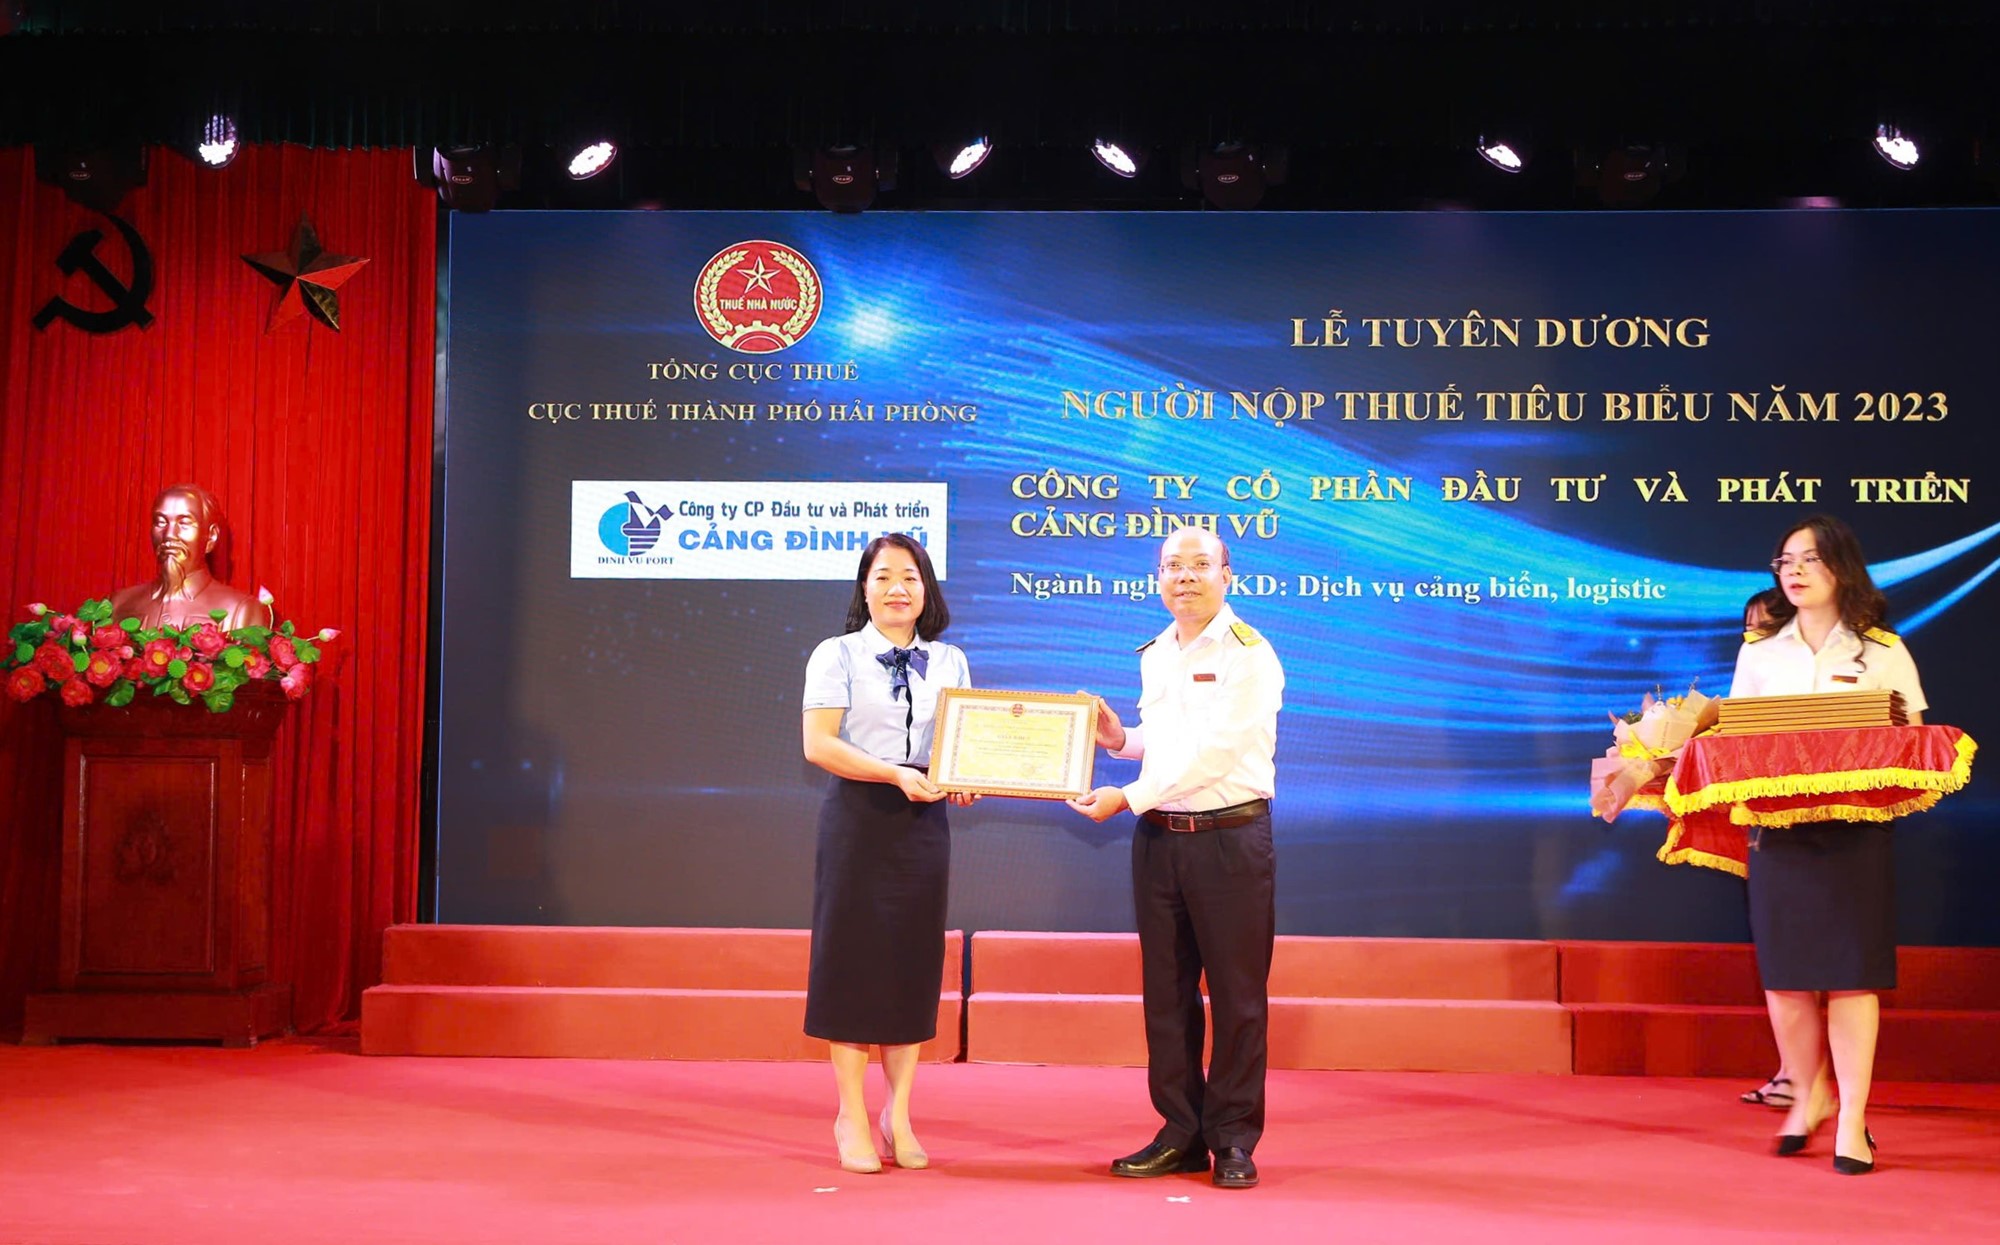 THUẾ NHÀ NƯỚC
TỔNG CỤC THUẾ
CỤC THUẾ THÀNH PHỐ HẢI PHÒNG
LỄ TUYÊN DƯƠNG
NGƯỜI NỘP THUẾ TIÊU BIỂU NĂM 2023
Công ty CP Đầu tư và Phát triển
CẢNG ĐÌNH VŨ
DINH VU PORT
CÔNG TY CỔ PHẦN ĐẦU TƯ VÀ PHÁT TRIỂN
CẢNG ĐÌNH VŨ
Ngành KD: Dịch vụ cảng biển, logistic